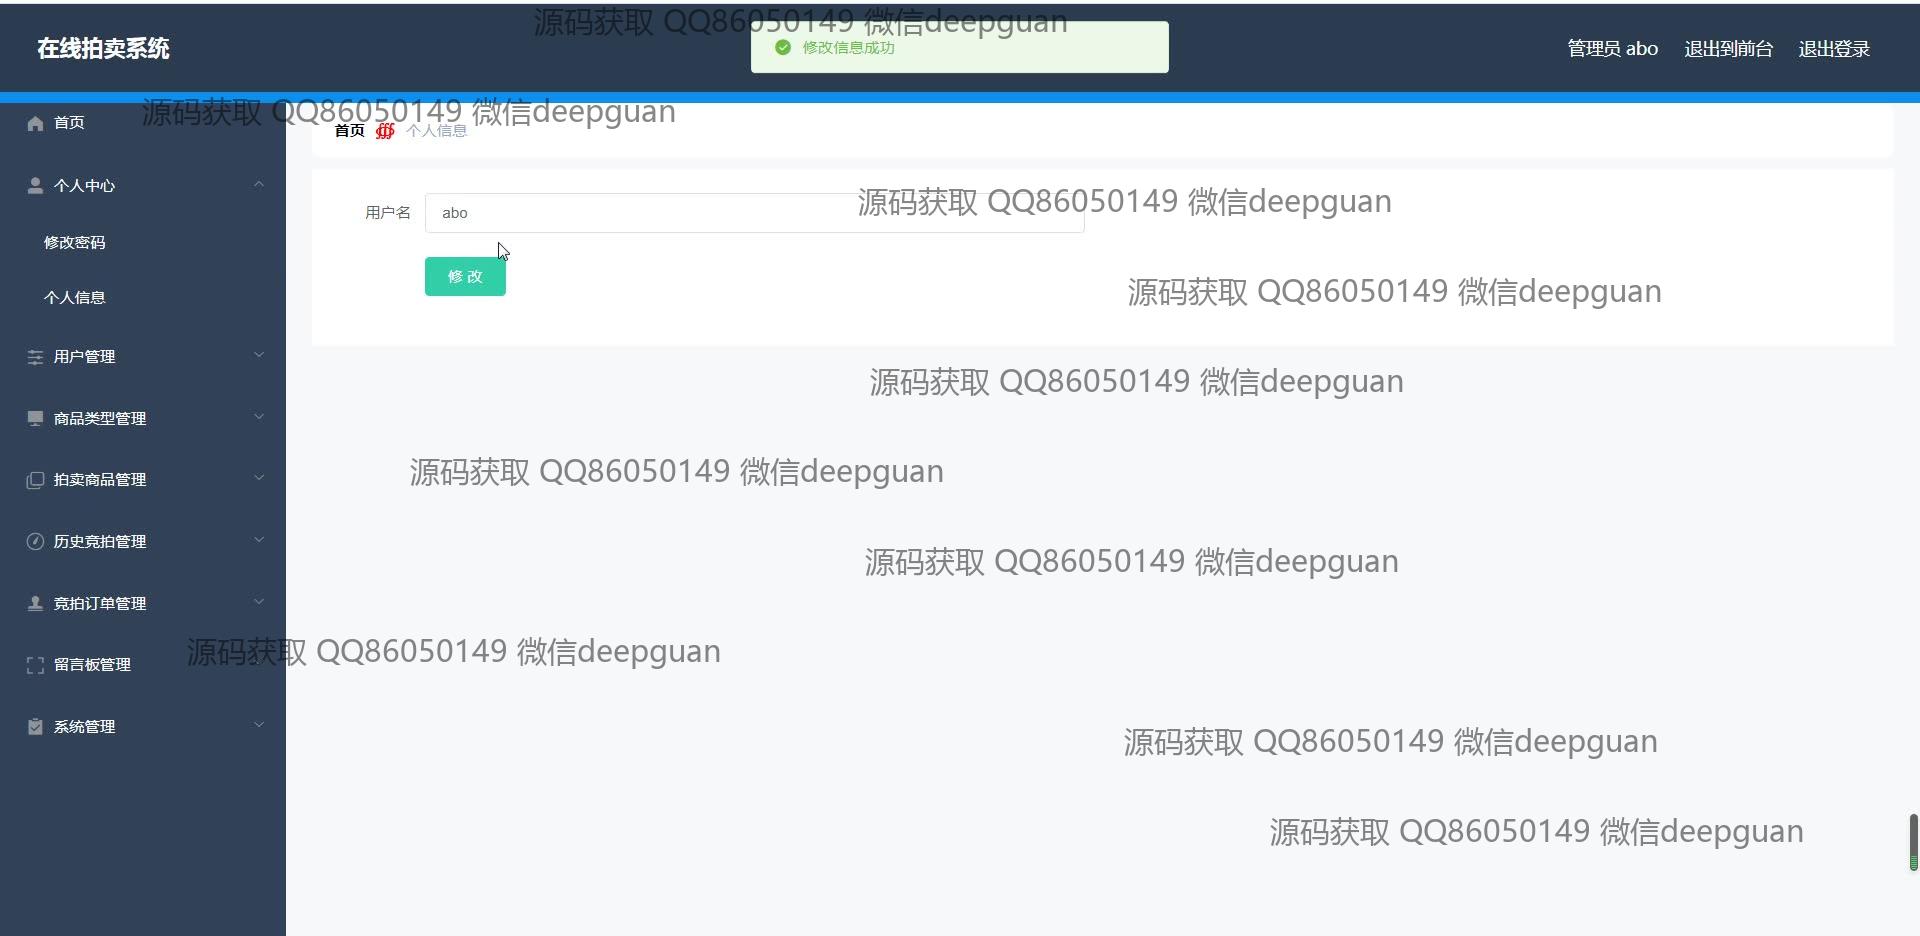 源码获取 QQ86050149 微信deepguan
在线拍卖系统
修改信息成功
管理员 abo
退出到前台
退出登录
源码获取 QQ86050149 微信deepguan
首页
首页
个人信息
个人中心
用户名
abo
源码获取 QQ86050149 微信deepguan
修改密码
修 改
源码获取 QQ86050149 微信deepguan
个人信息
用户管理
源码获取 QQ86050149 微信deepguan
商品类型管理
源码获取 QQ86050149 微信deepguan
拍卖商品管理
历史竞拍管理
源码获取 QQ86050149 微信deepguan
竞拍订单管理
源码获取 QQ86050149 微信deepguan
留言板管理
系统管理
源码获取 QQ86050149 微信deepguan
源码获取 QQ86050149 微信deepguan